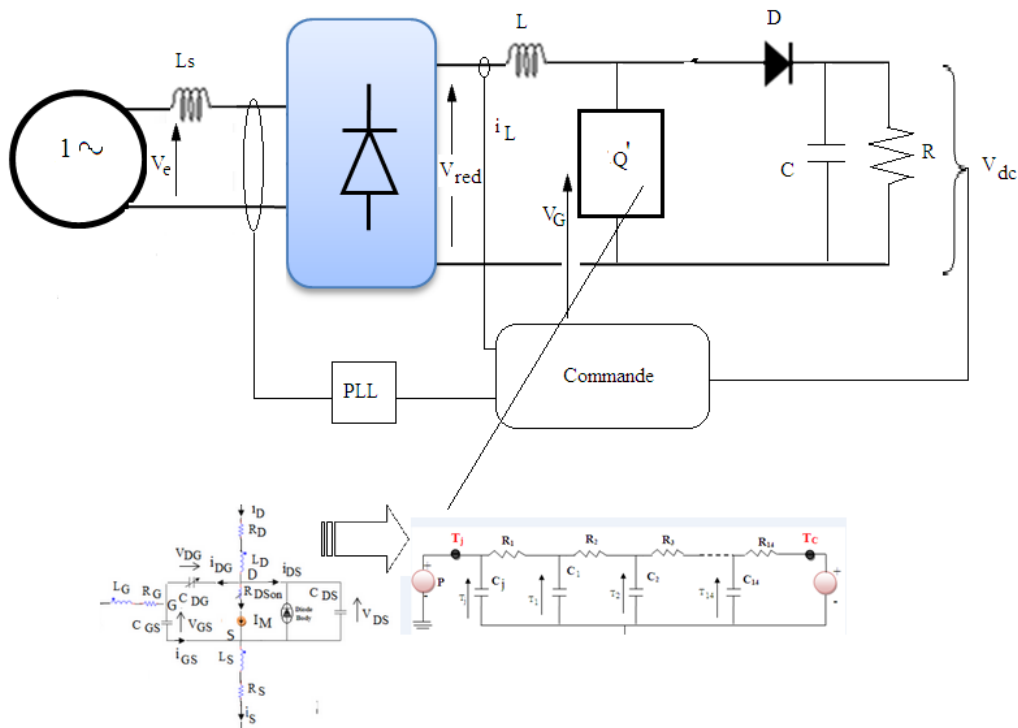 L
D
Ls
1 ~
Ve
Vred
iL
Q'
VG
C
R
Vdc
PLL
Commande
iD
RD
VDG
iDG
LD
D
iDS
LG
RG
G
CDG
RDSon
CDS
Diode
Body
VDS
CGS
VGS
IM
S
iGS
LS
RS
iS
Tj
R1
R2
R3
R14
TC
P
+
-
Cj
C1
C2
C14
τ1
τ2
τ14
+
-